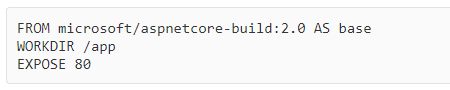 FROM microsoft/aspnetcore-build:2.0 AS base
WORKDIR /app
EXPOSE 80